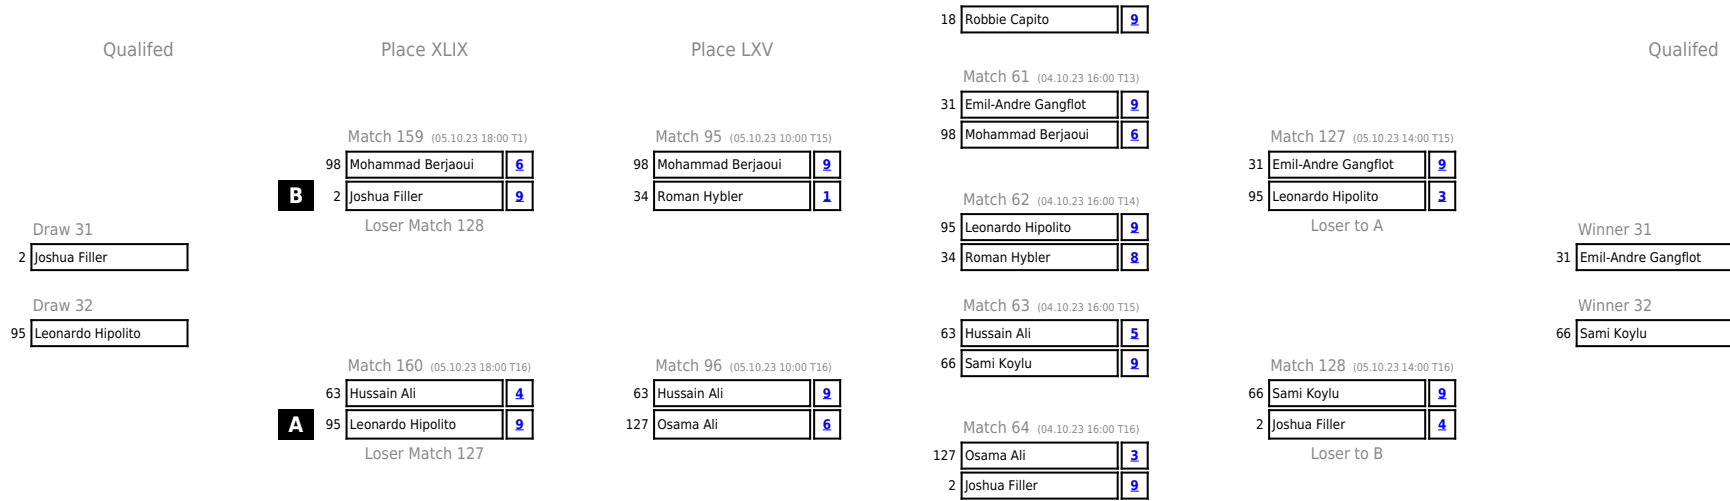 18 Robbie Capito 9
Qualifed Place XLIX Place LXV Qualifed
Match 61 (04.10.23 16:00 T13)
31 Emil-Andre Gangflot 9
98 Mohammad Berjaoui 6
Match 159 (05.10.23 18:00 T1) Match 95 (05.10.23 10:00 T15) Match 127 (05.10.23 14:00 T15)
98 Mohammad Berjaoui 6 98 Mohammad Berjaoui 9 31 Emil-Andre Gangflot 9
B 2 Joshua Filler 9 34 Roman Hybler 1 95 Leonardo Hipolito 3
Match 62 (04.10.23 16:00 T14)
Loser Match 128 95 Leonardo Hipolito 9 Loser to A
Draw 31 Winner 31
2 Joshua Filler 34 Roman Hybler 8 31 Emil-Andre Gangflot
Draw 32 Match 63 (04.10.23 16:00 T15) Winner 32
95 Leonardo Hipolito 63 Hussain Ali 5 66 Sami Koylu
66 Sami Koylu 9
Match 160 (05.10.23 18:00 T16) Match 96 (05.10.23 10:00 T16) Match 128 (05.10.23 14:00 T16)
63 Hussain Ali 4 63 Hussain Ali 9 66 Sami Koylu 9
A 95 Leonardo Hipolito 9 127 Osama Ali 6 2 Joshua Filler 4
Match 64 (04.10.23 16:00 T16)
Loser Match 127 127 Osama Ali 3 Loser to B
2 Joshua Filler 9